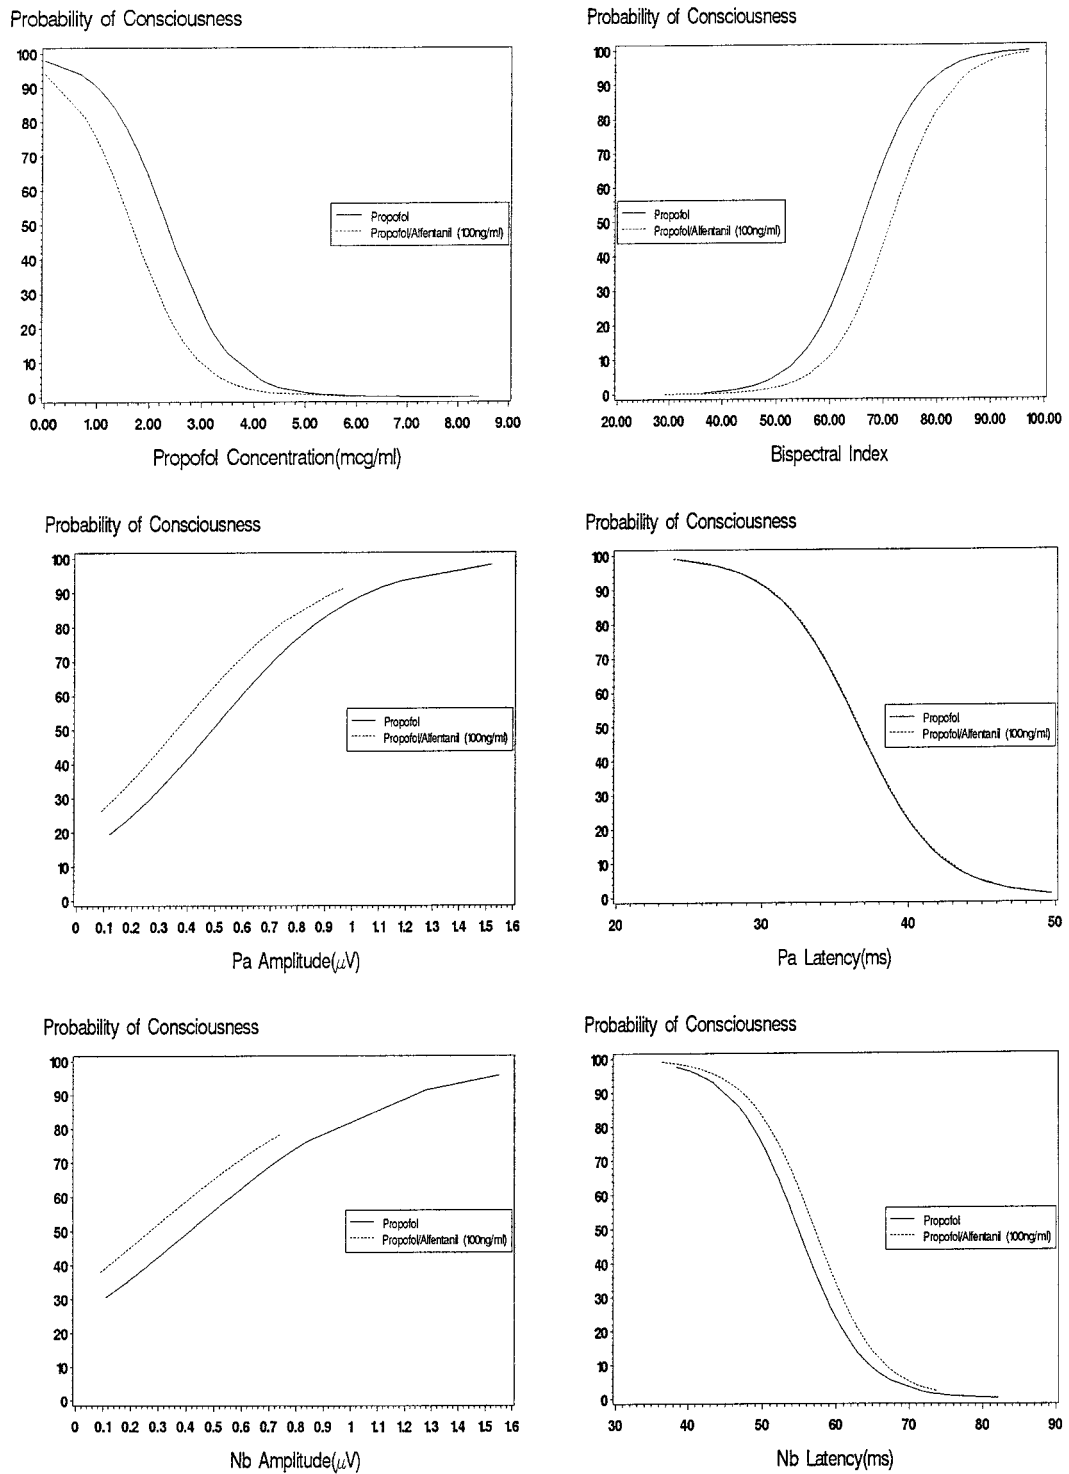 Probability of Consciousness
100
90
80
70
60
50
40
30
20
10
0
Propofol
Propofol/Alfentanil (100ng/ml)
0.00 1.00 2.00 3.00 4.00 5.00 6.00 7.00 8.00 9.00
Propofol Concentration(mcg/ml)
Probability of Consciousness
100
90
80
70
60
50
40
30
20
10
0
Propofol
Propofol/Alfentanil (100ng/ml)
20.00 30.00 40.00 50.00 60.00 70.00 80.00 90.00 100.00
Bispectral Index
Probability of Consciousness
100
90
80
70
60
50
40
30
20
10
0
Propofol
Propofol/Alfentanil (100ng/ml)
0 0.1 0.2 0.3 0.4 0.5 0.6 0.7 0.8 0.9 1 1.1 1.2 1.3 1.4 1.5 1.6
Pa Amplitude(μV)
Probability of Consciousness
100
90
80
70
60
50
40
30
20
10
0
Propofol
Propofol/Alfentanil (100ng/ml)
20 30 40 50
Pa Latency(ms)
Probability of Consciousness
100
90
80
70
60
50
40
30
20
10
0
Propofol
Propofol/Alfentanil (100ng/ml)
0 0.1 0.2 0.3 0.4 0.5 0.6 0.7 0.8 0.9 1 1.1 1.2 1.3 1.4 1.5 1.6
Nb Amplitude(μV)
Probability of Consciousness
100
90
80
70
60
50
40
30
20
10
0
Propofol
Propofol/Alfentanil (100ng/ml)
30 40 50 60 70 80 90
Nb Latency(ms)